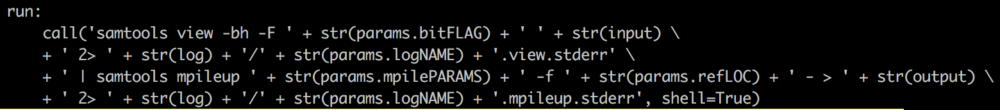 run:
    call('samtools view -bh -F ' + str(params.bitFLAG) + ' ' + str(input) \
    + ' 2> ' + str(log) + '/' + str(params.logNAME) + '.view.stderr' \
    + ' | samtools mpileup ' + str(params.mpilePARAMS) + ' -f ' + str(params.refLOC) + ' - > ' + str(output) \
    + ' 2> ' + str(log) + '/' + str(params.logNAME) + '.mpileup.stderr', shell=True)